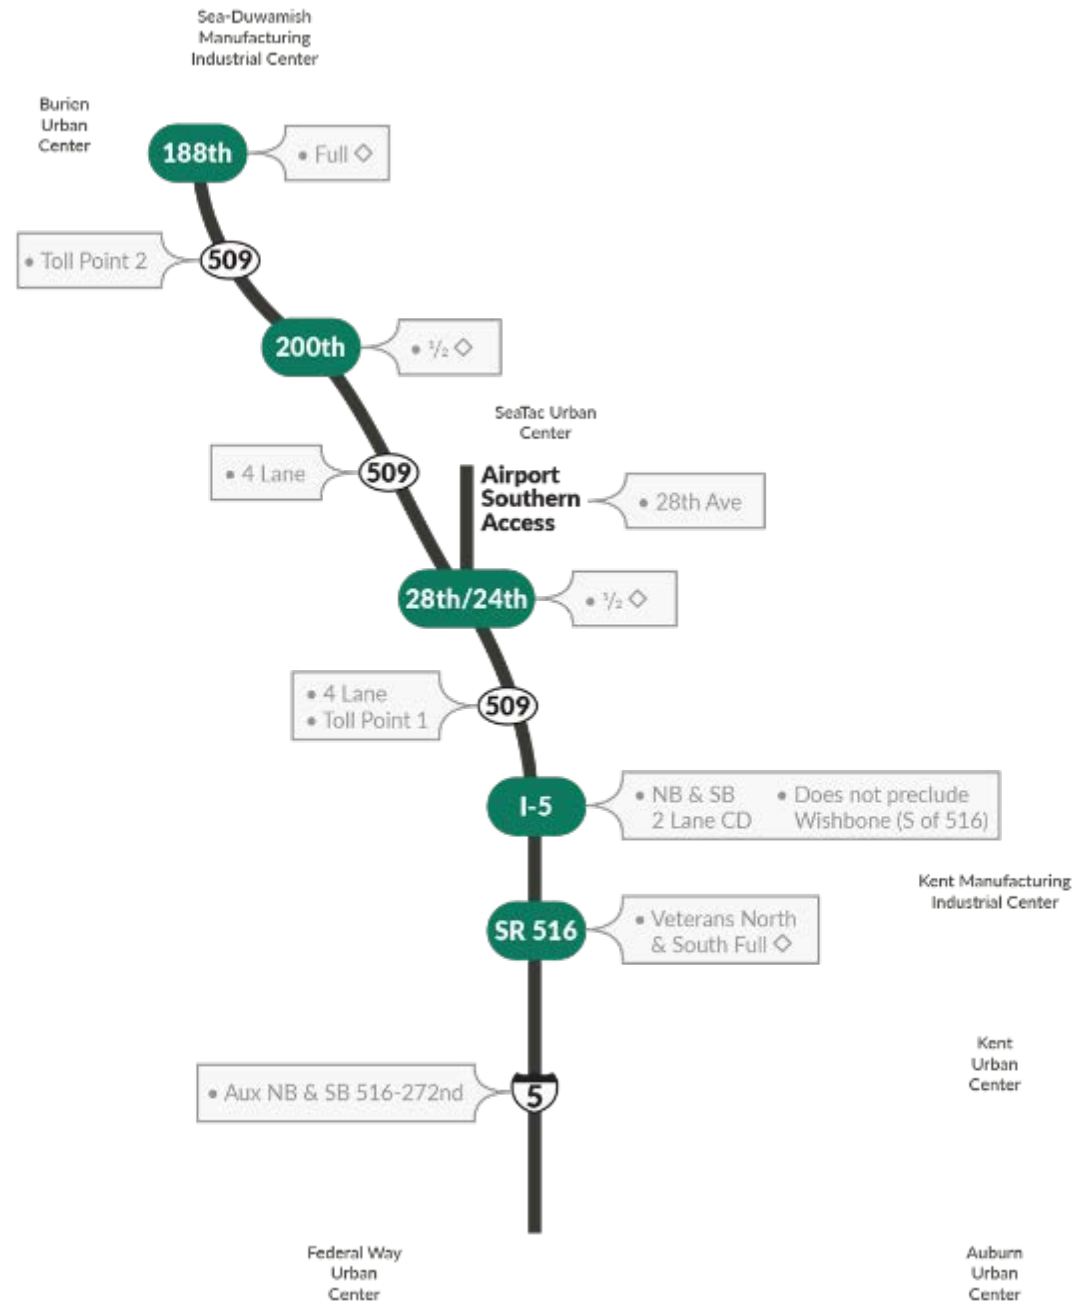 Sea-Duwamish
Manufacturing
Industrial Center
Burien
Urban
Center
188th
• Full ◇
• Toll Point 2
509
200th
• ½ ◇
SeaTac Urban
Center
• 4 Lane
509
Airport
Southern
Access
• 28th Ave
28th/24th
• ½ ◇
• 4 Lane
• Toll Point 1
509
I-5
• NB & SB
2 Lane CD
• Does not preclude
Wishbone (S of 516)
Kent Manufacturing
Industrial Center
SR 516
• Veterans North
& South Full ◇
Kent
Urban
Center
• Aux NB & SB 516-272nd
5
Federal Way
Urban
Center
Auburn
Urban
Center